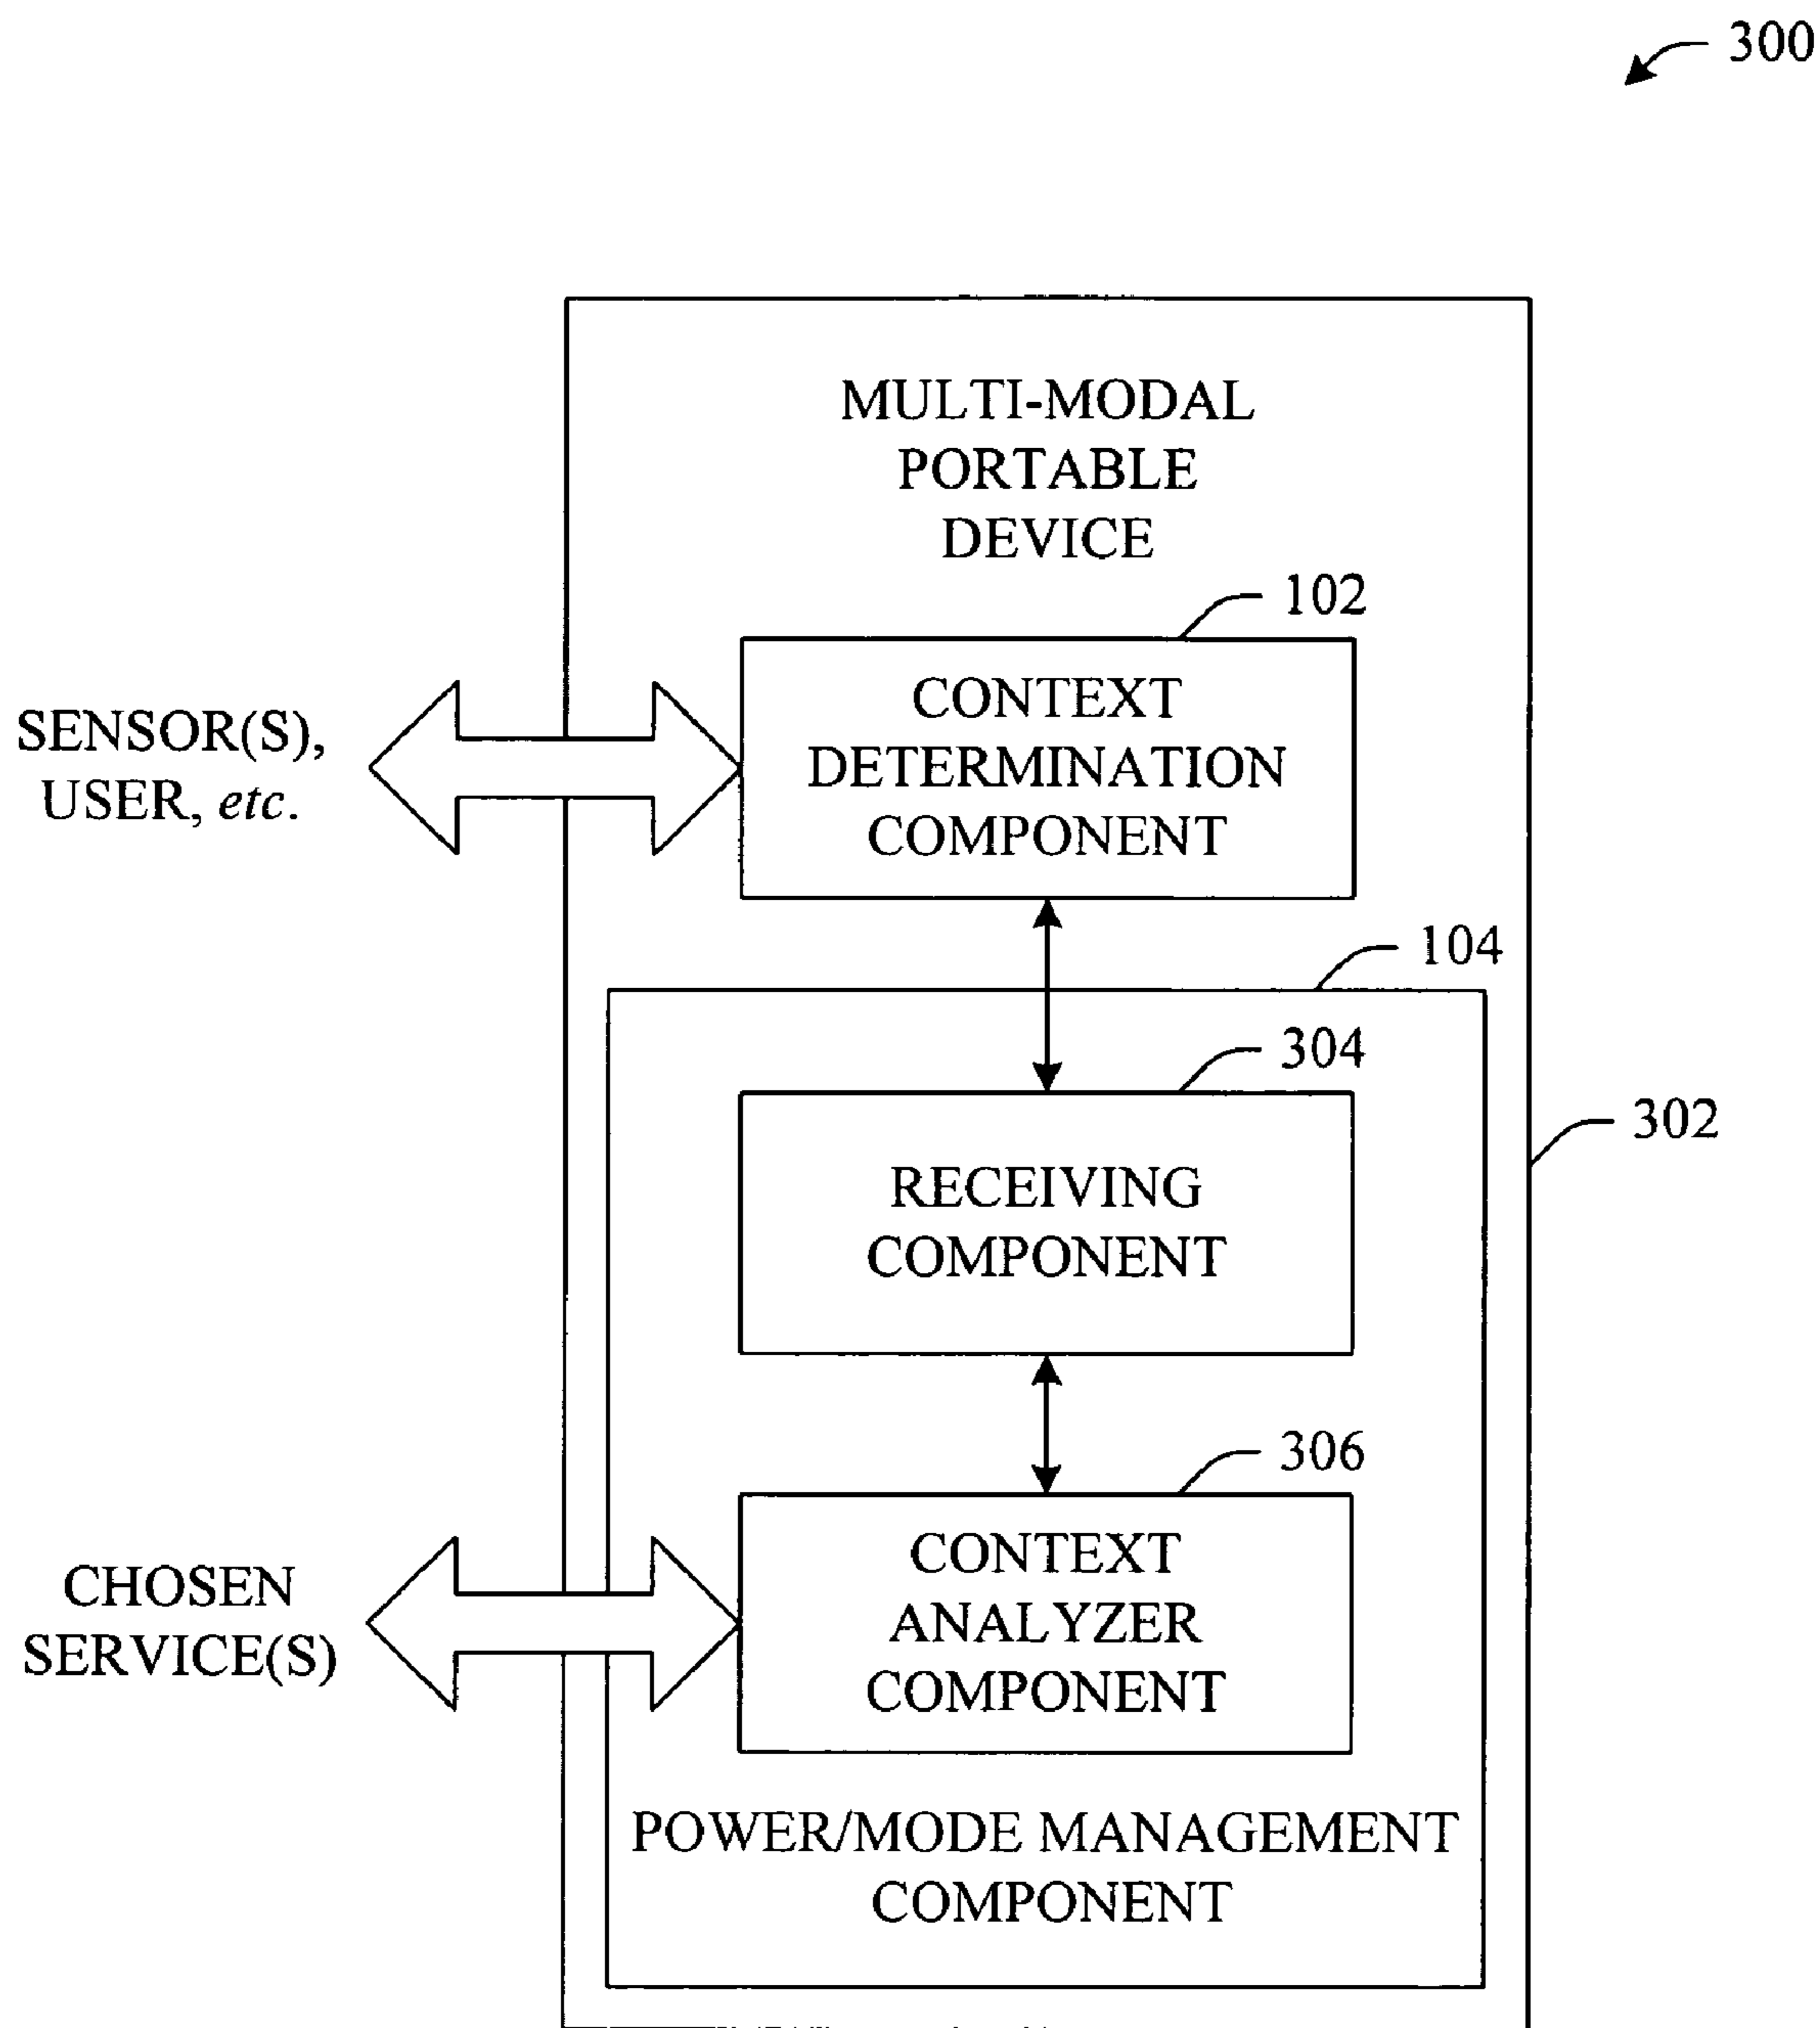 300
MULTI-MODAL
PORTABLE
DEVICE
102
SENSOR(S),
USER, etc.
CONTEXT
DETERMINATION
COMPONENT
104
304
302
RECEIVING
COMPONENT
306
CHOSEN
SERVICE(S)
CONTEXT
ANALYZER
COMPONENT
POWER/MODE MANAGEMENT
COMPONENT